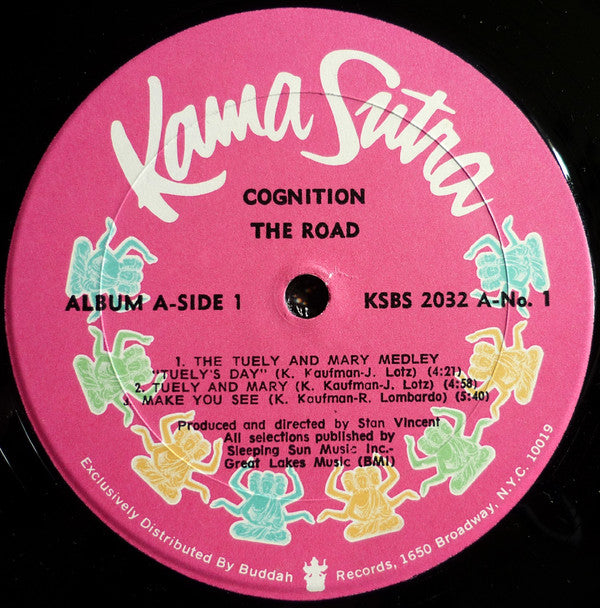 Kama Sutra
COGNITION
THE ROAD
ALBUM A-SIDE 1
KSBS 2032 A-No. 1
1. THE TUELY AND MARY MEDLEY
"TUELY'S DAY" (K. Kaufman-J. Lotz) (4:21)
2. TUELY AND MARY (K. Kaufman-J. Lotz) (4:58)
3. MAKE YOU SEE (K. Kaufman-R. Lombardo) (5:40)
Produced and directed by Stan Vincent
All selections published by
Sleeping Sun Music Inc.-
Great Lakes Music (BMI)
Exclusively Distributed By Buddah Records, 1650 Broadway, N.Y.C. 10019